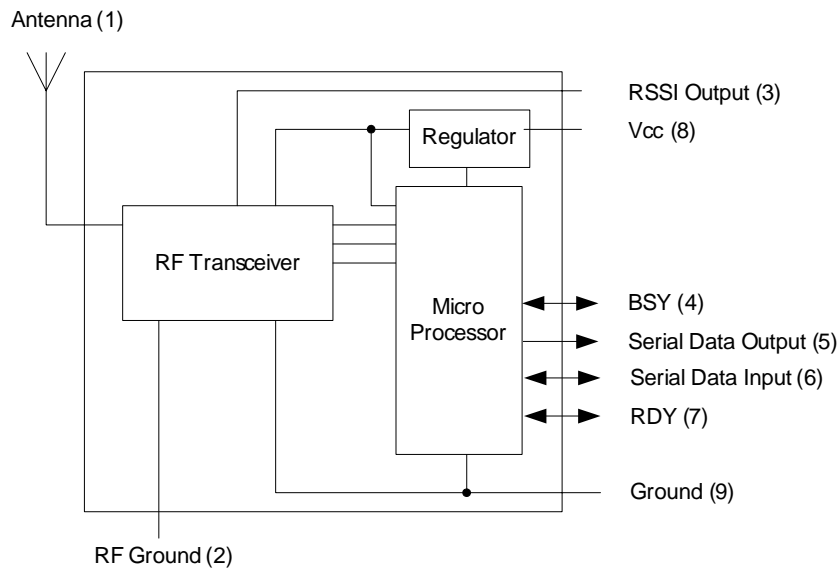 Antenna (1)
RSSI Output (3)
Regulator
Vcc (8)
RF Transceiver
Micro
Processor
BSY (4)
Serial Data Output (5)
Serial Data Input (6)
RDY (7)
Ground (9)
RF Ground (2)